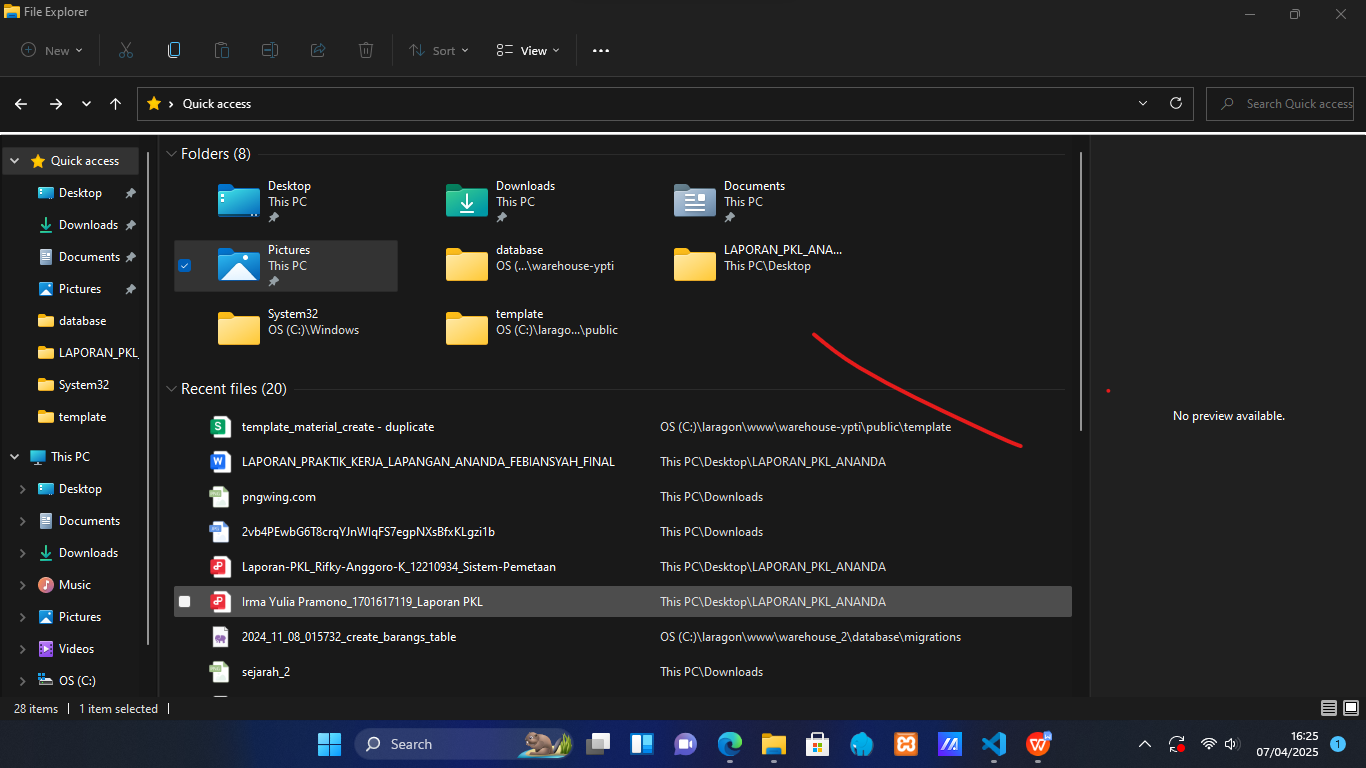 File Explorer
New
Sort
View
Quick access
Search Quick access
Quick access
Desktop
Downloads
Documents
Pictures
database
LAPORAN_PKL_
System32
template
This PC
Desktop
Documents
Downloads
Music
Pictures
Videos
OS (C:)
Folders (8)
Desktop
This PC
Downloads
This PC
Documents
This PC
Pictures
This PC
database
OS (...\warehouse-ypti
LAPORAN_PKL_ANA...
This PC\Desktop
System32
OS (C:)\Windows
template
OS (C:)\larago...\public
Recent files (20)
template_material_create - duplicate OS (C:)\laragon\www\warehouse-ypti\public\template
LAPORAN_PRAKTIK_KERJA_LAPANGAN_ANANDA_FEBIANSYAH_FINAL This PC\Desktop\LAPORAN_PKL_ANANDA
pngwing.com This PC\Downloads
2vb4PEwbG6T8crqYJnWlqFS7egpNXsBfxKLgzi1b This PC\Downloads
Laporan-PKL_Rifky-Anggoro-K_12210934_Sistem-Pemetaan This PC\Desktop\LAPORAN_PKL_ANANDA
Irma Yulia Pramono_1701617119_Laporan PKL This PC\Desktop\LAPORAN_PKL_ANANDA
2024_11_08_015732_create_barangs_table OS (C:)\laragon\www\warehouse_2\database\migrations
sejarah_2 This PC\Downloads
No preview available.
28 items
1 item selected
Search
16:25
07/04/2025
1